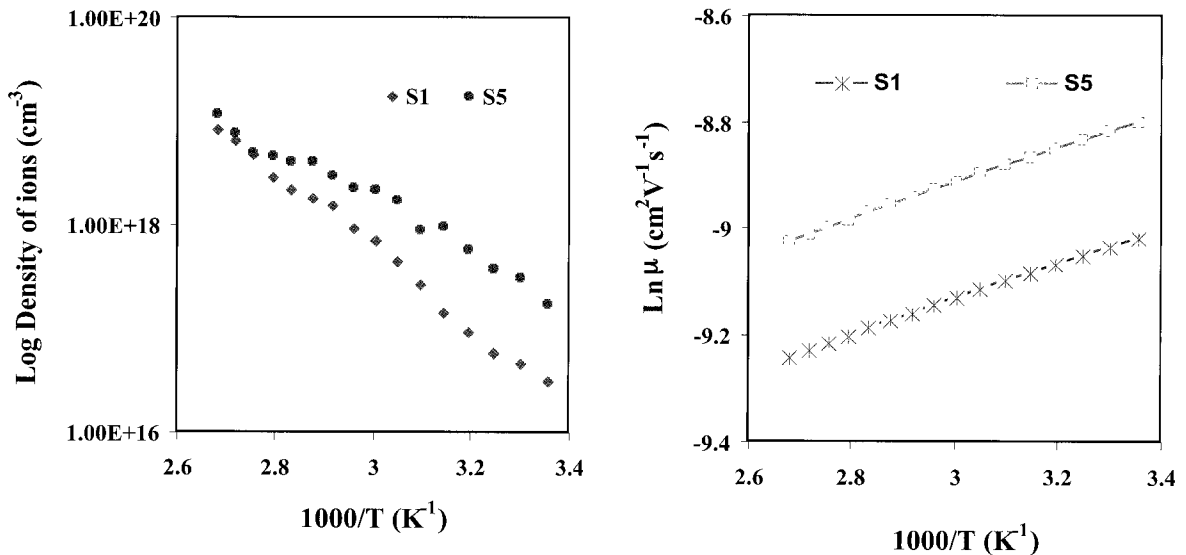 1.00E+20
1.00E+18
1.00E+16
Log Density of ions (cm⁻³)
S1
S5
2.6
2.8
3
3.2
3.4
1000/T (K⁻¹)
-8.6
-8.8
-9
-9.2
-9.4
Ln μ (cm²V⁻¹s⁻¹)
S1
S5
2.6
2.8
3
3.2
3.4
1000/T (K⁻¹)